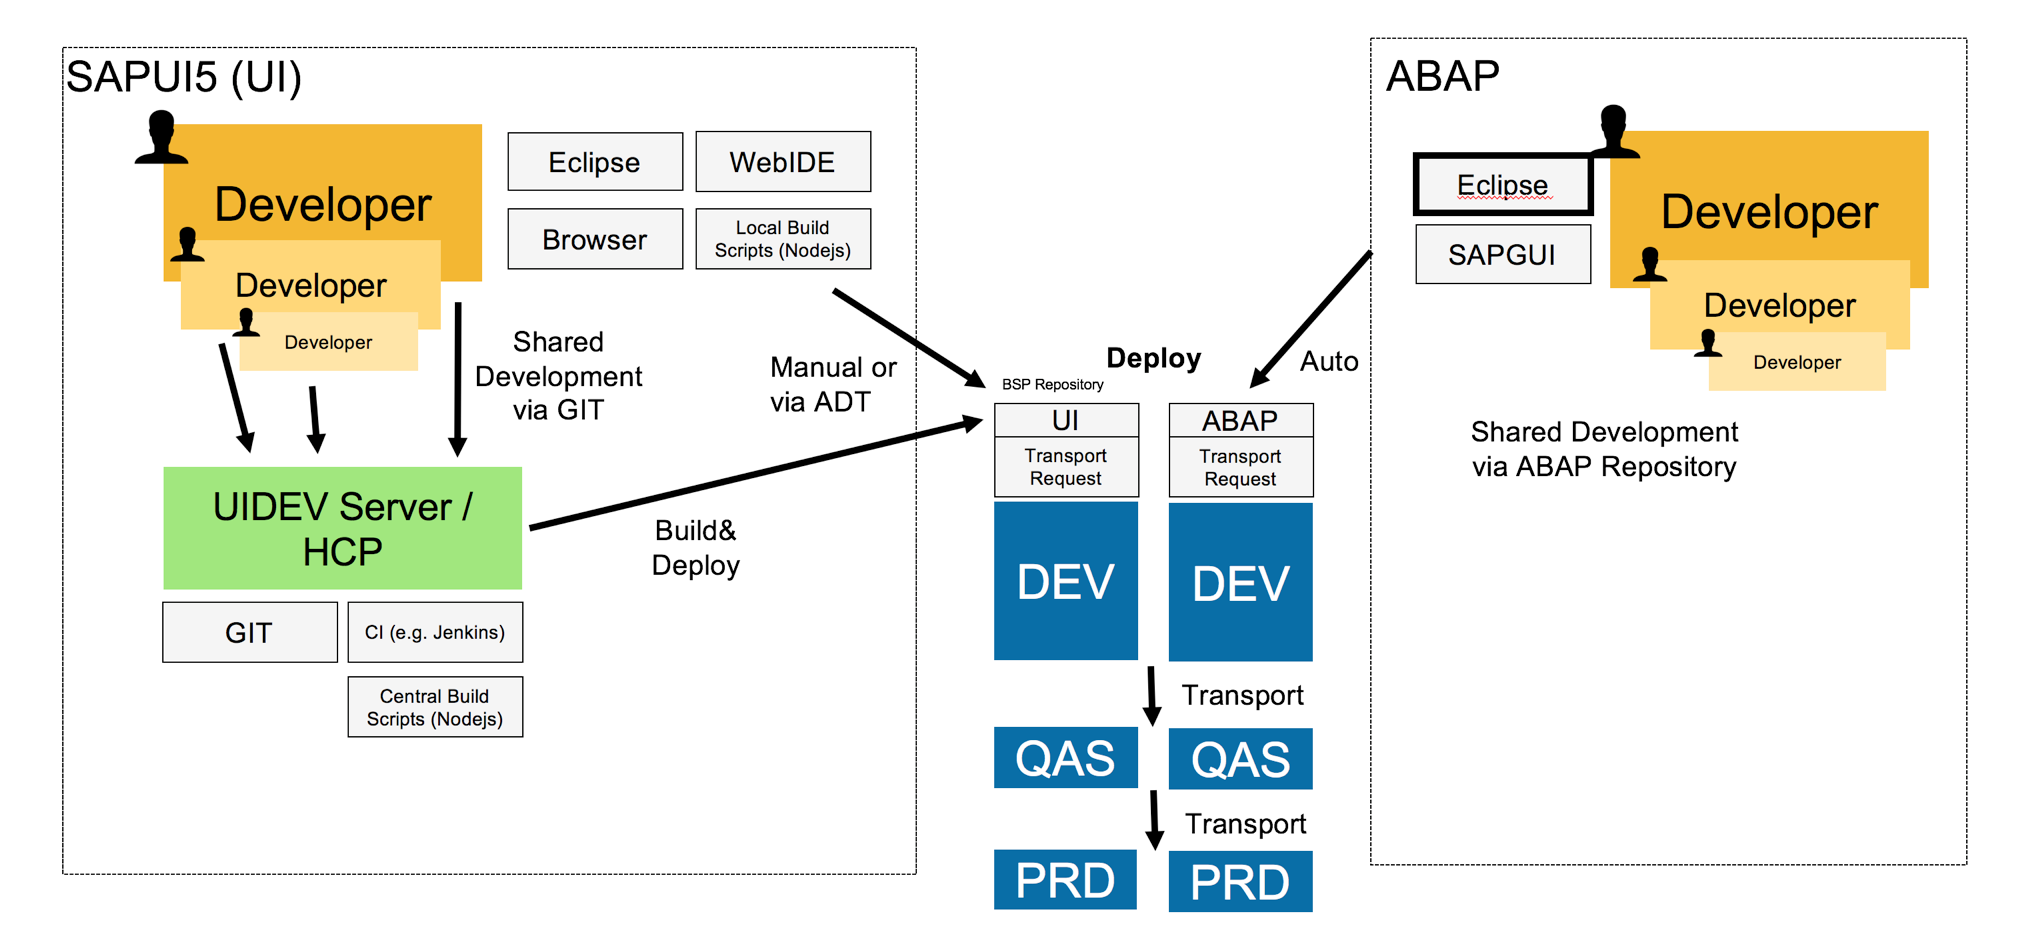 SAPUI5 (UI)
Developer
Developer
Developer
Eclipse
WebIDE
Browser
Local Build
Scripts (Nodejs)
Shared
Development
via GIT
Manual or
via ADT
UIDEV Server /
HCP
Build&
Deploy
GIT
CI (e.g. Jenkins)
Central Build
Scripts (Nodejs)
Deploy
Auto
BSP Repository
UI
Transport
Request
ABAP
Transport
Request
DEV
DEV
Transport
QAS
QAS
Transport
PRD
PRD
ABAP
Eclipse
SAPGUI
Developer
Developer
Developer
Shared Development
via ABAP Repository